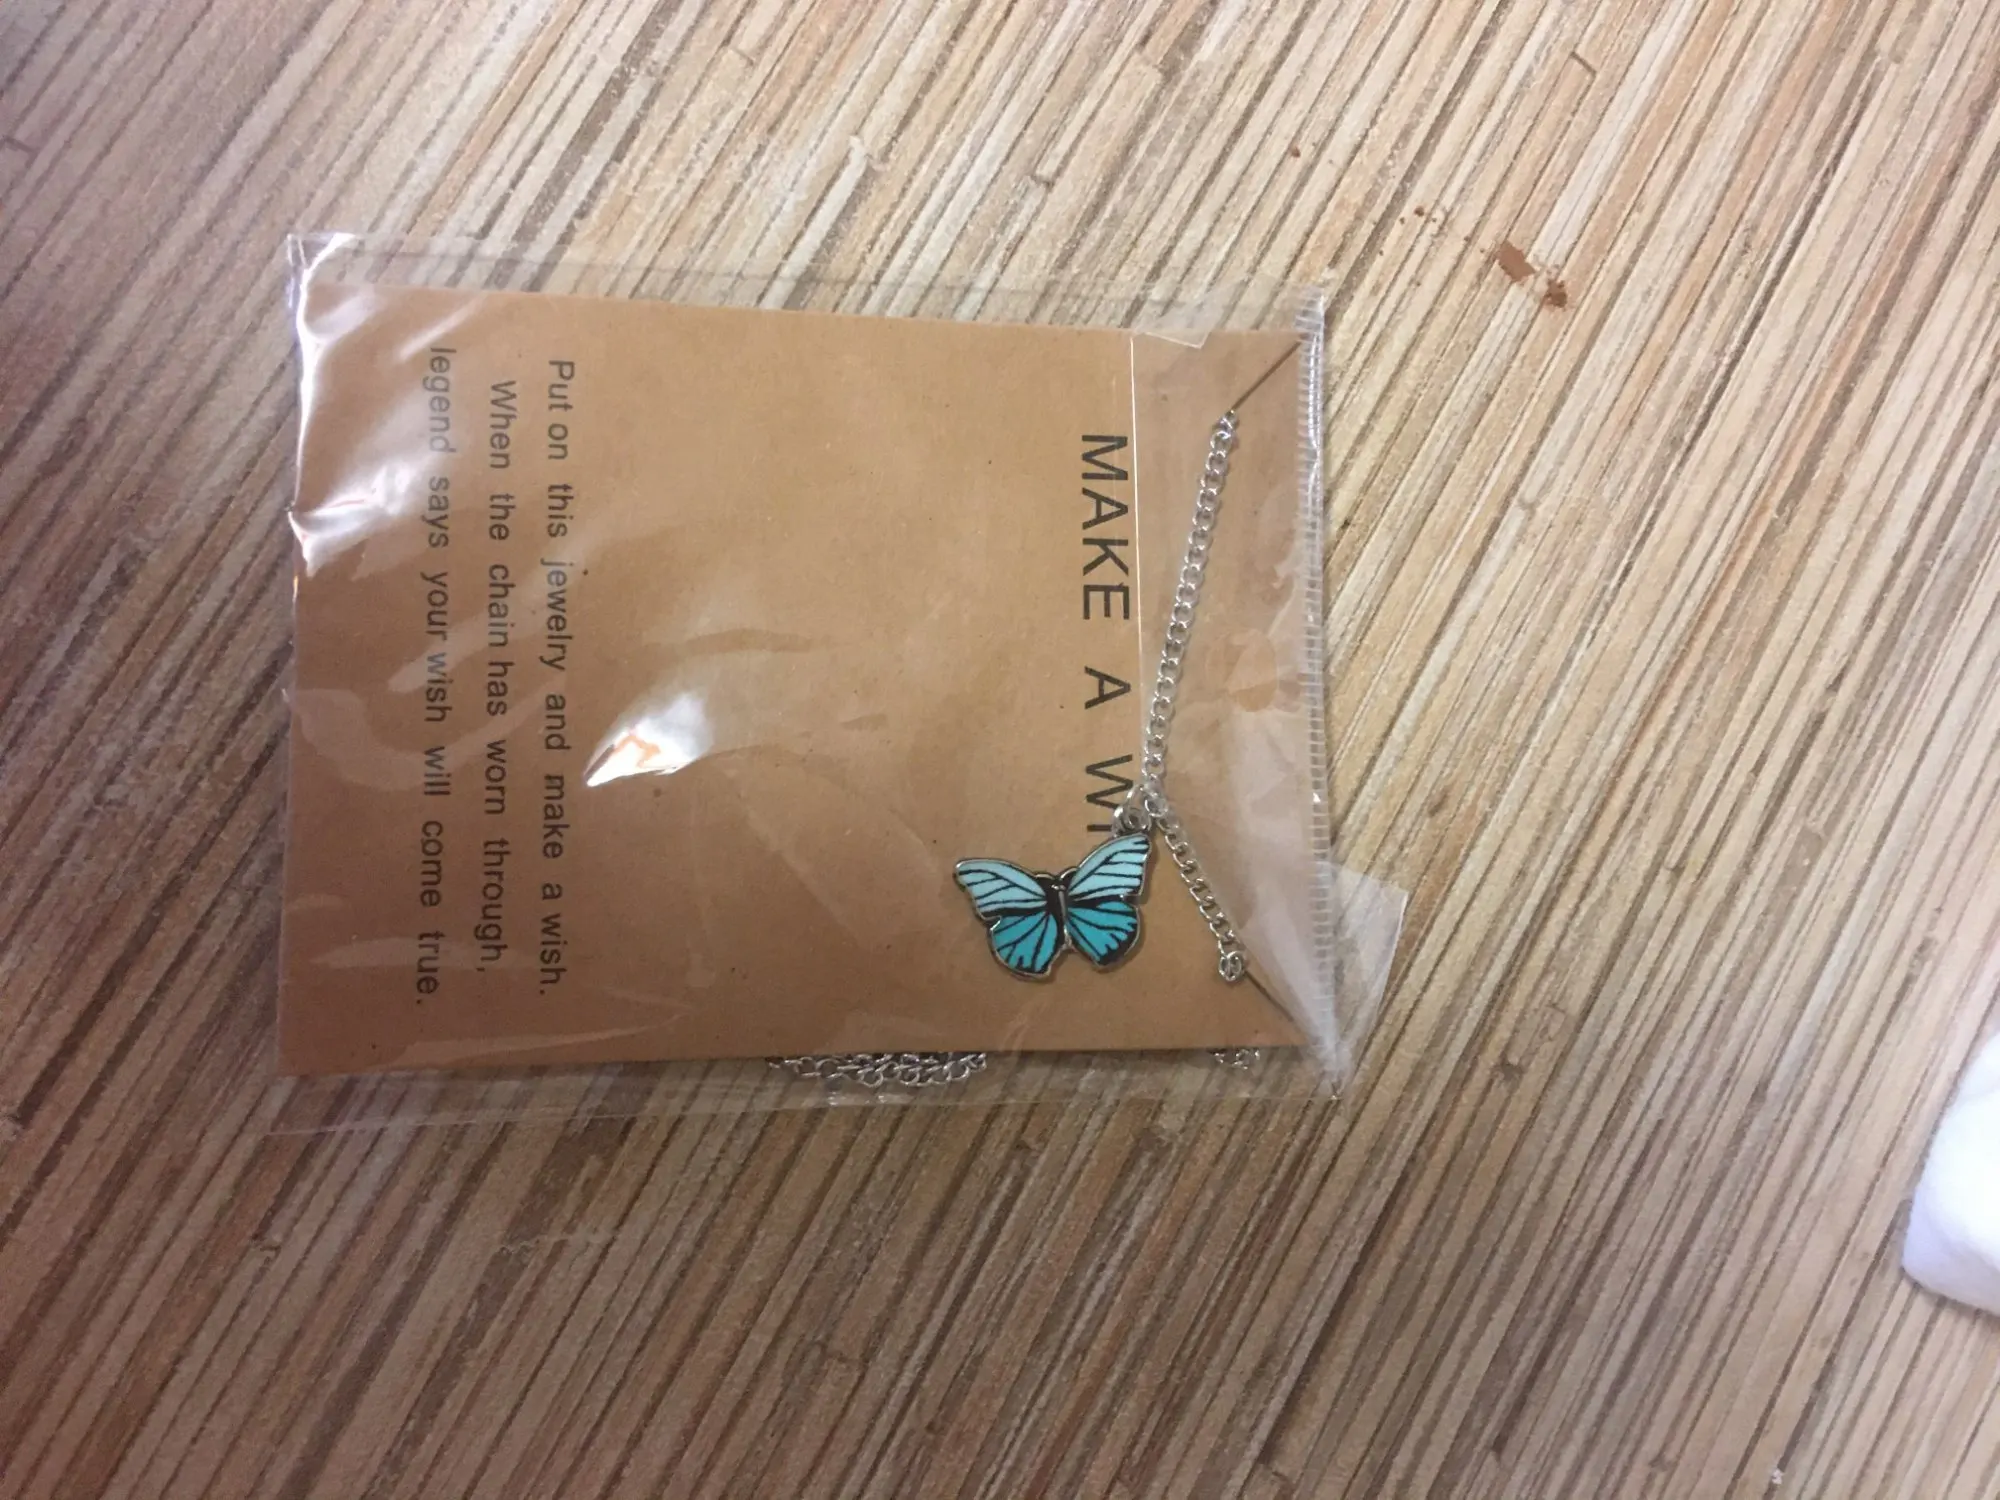 MAKE A WI
Put on this jewelry and make a wish.
When the chain has worn through,
legend says your wish will come true.